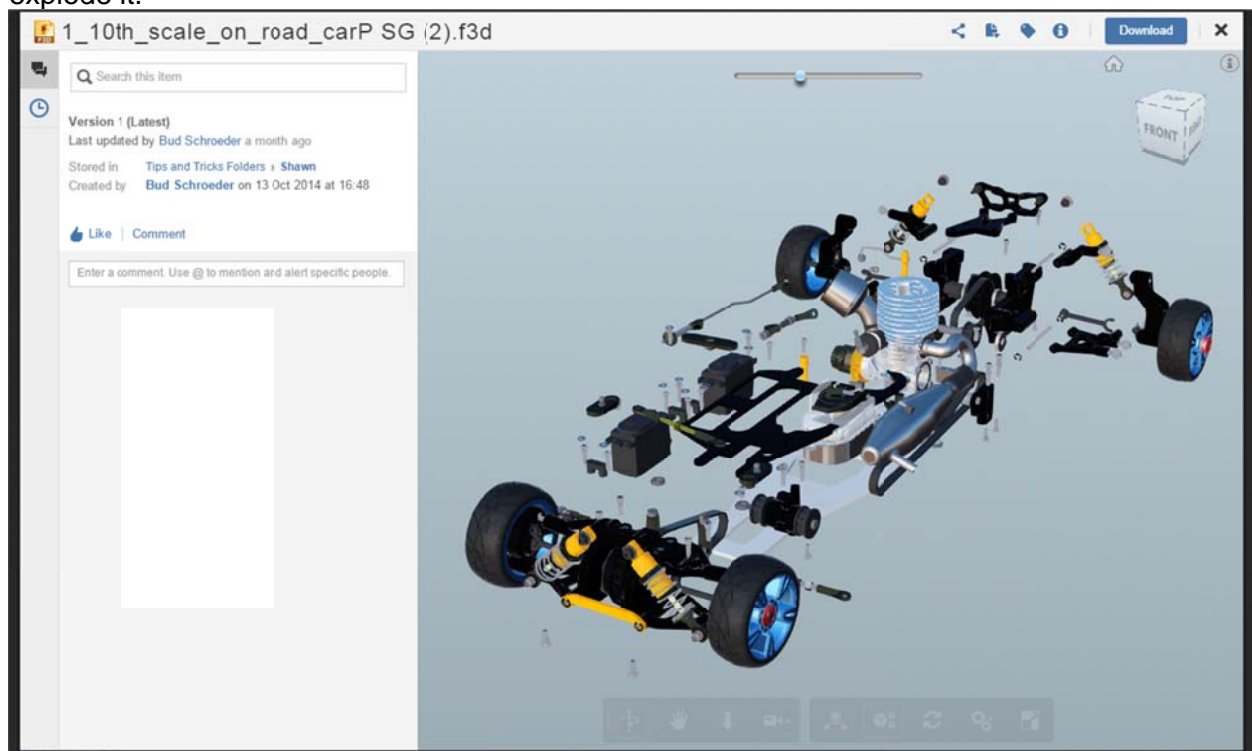 explode it.
1_10th_scale_on_road_carP SG (2).f3d
Download
F3D
Search this item
Version 1 (Latest)
Last updated by Bud Schroeder a month ago
Stored in Tips and Tricks Folders › Shawn
Created by Bud Schroeder on 13 Oct 2014 at 16:48
Like | Comment
Enter a comment. Use @ to mention and alert specific people.
FRONT